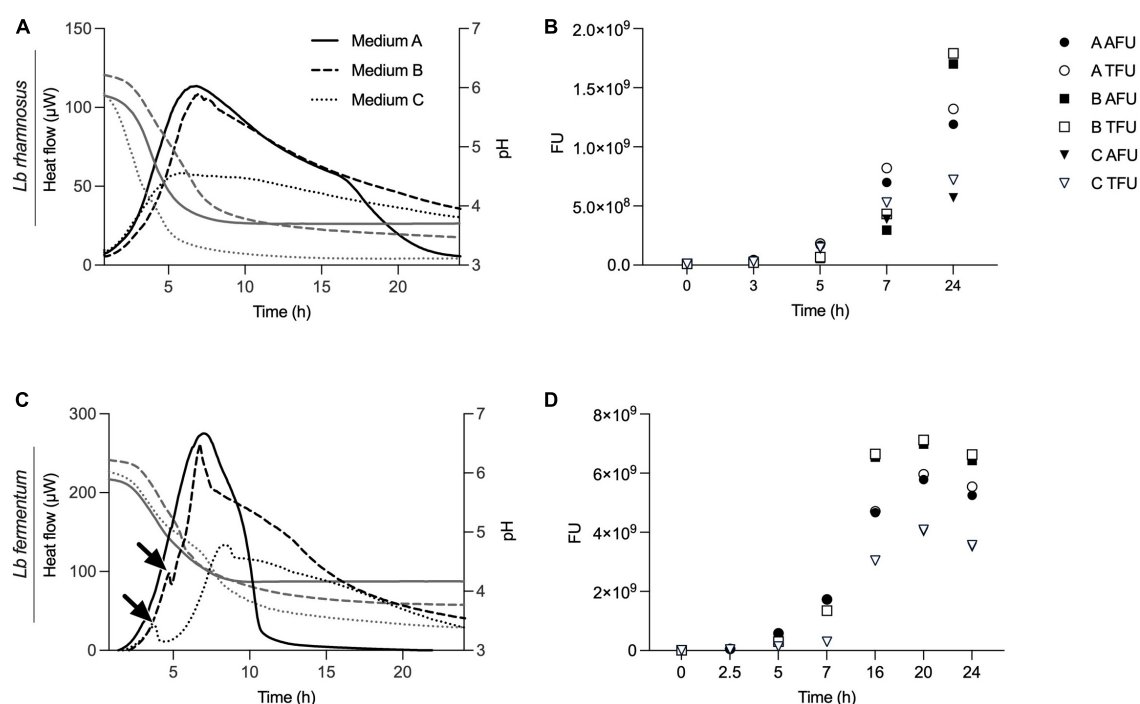 A
Lb rhamnosus
Heat flow (µW)
150
100
50
0
5 10 15 20
Time (h)
7
6
5
4
3
pH
Medium A
Medium B
Medium C
B
FU
2.0×10⁹
1.5×10⁹
1.0×10⁹
5.0×10⁸
0.0
0 3 5 7 24
Time (h)
A AFU
A TFU
B AFU
B TFU
C AFU
C TFU
C
Lb fermentum
Heat flow (µW)
300
200
100
0
5 10 15 20
Time (h)
7
6
5
4
3
pH
D
FU
8×10⁹
6×10⁹
4×10⁹
2×10⁹
0
0 2.5 5 7 16 20 24
Time (h)